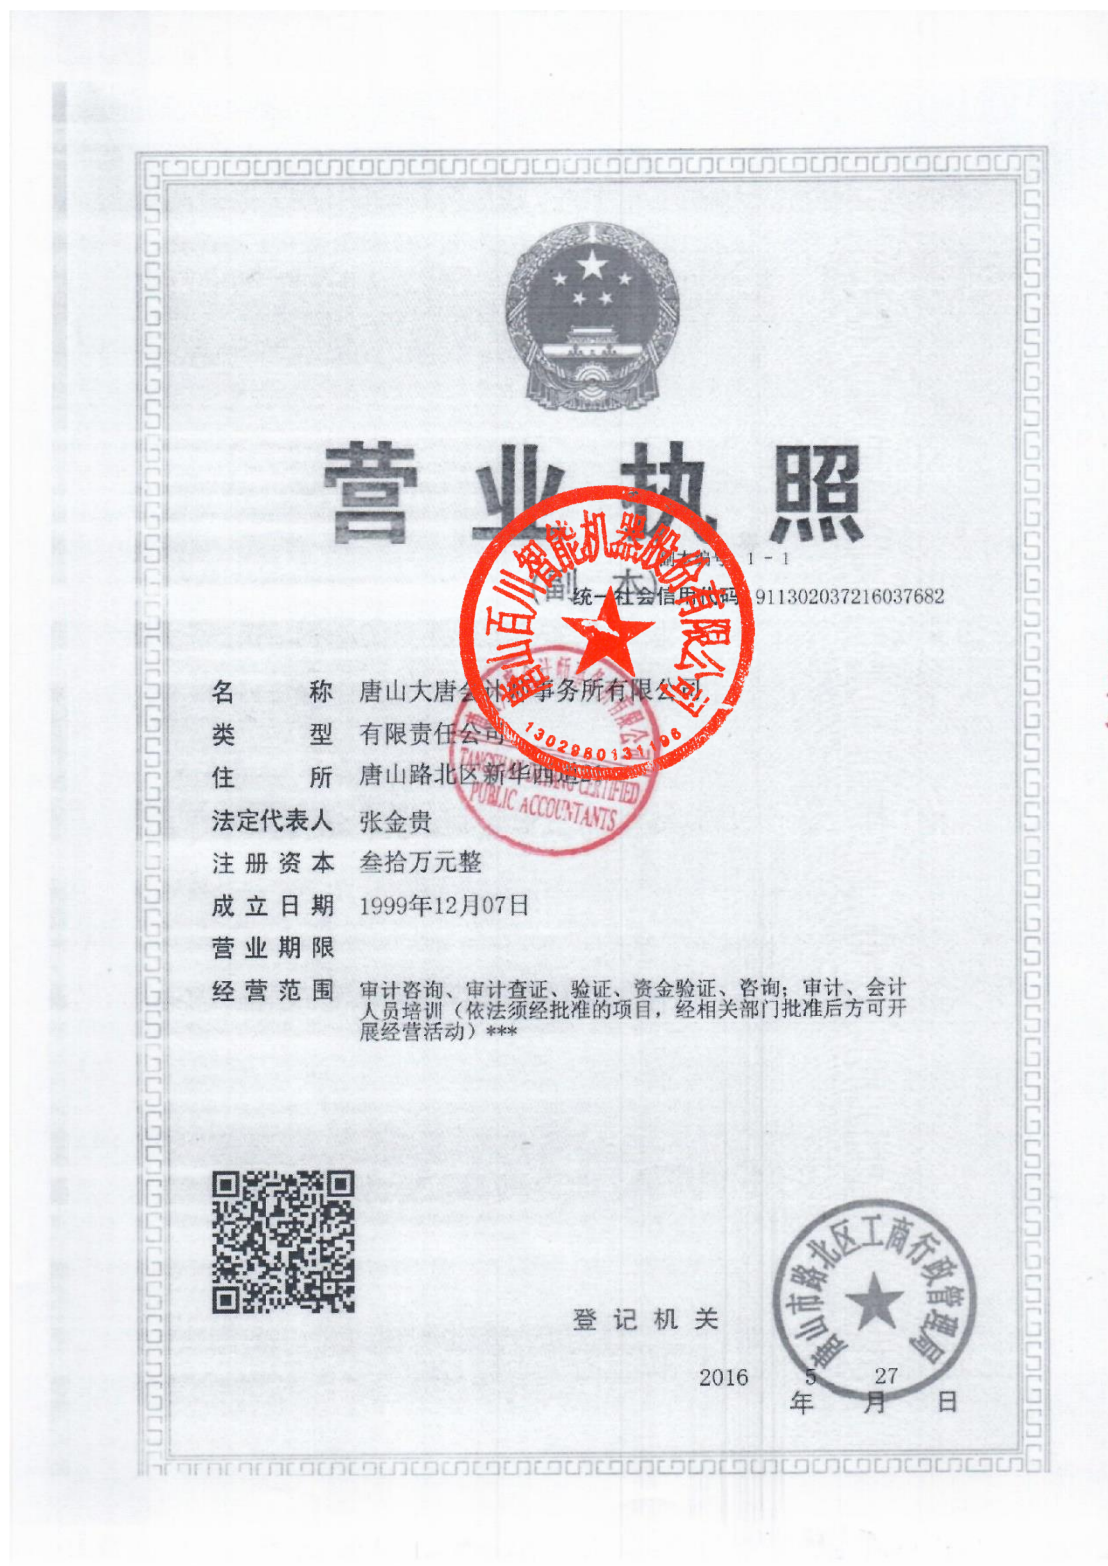 营业执照
副本编号 1-1
(副 本)
统一社会信用代码 911302037216037682
名称 唐山大唐会计师事务所有限公司
类型 有限责任公司
住所 唐山路北区新华西道
法定代表人 张金贵
注册资本 叁拾万元整
成立日期 1999年12月07日
营业期限
经营范围 审计咨询、审计查证、验证、资金验证、咨询；审计、会计
人员培训（依法须经批准的项目，经相关部门批准后方可开
展经营活动）***
唐山百川智能机器股份有限公司
1302980131196
CERTIFIED
PUBLIC ACCOUNTANTS
登记机关
唐山市路北区工商行政管理局
2016年5月27日